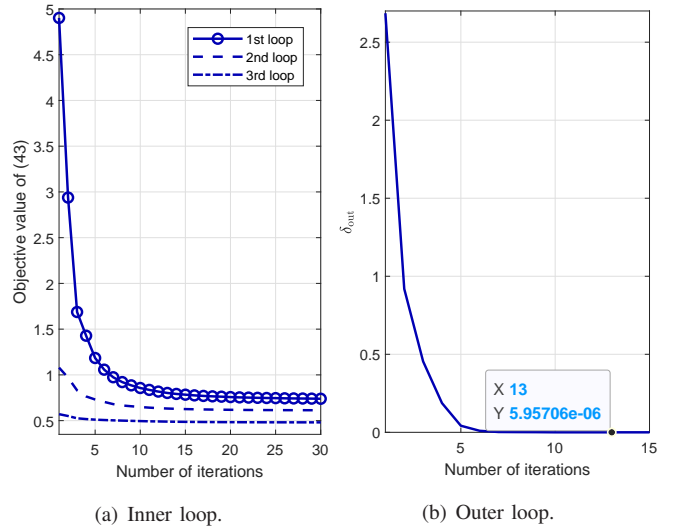 5
4.5
4
3.5
3
2.5
2
1.5
1
0.5
Objective value of (43)
1st loop
2nd loop
3rd loop
5
10
15
20
25
30
Number of iterations
(a) Inner loop.
2.5
2
1.5
1
0.5
0
δout
X 13
Y 5.95706e-06
5
10
15
Number of iterations
(b) Outer loop.